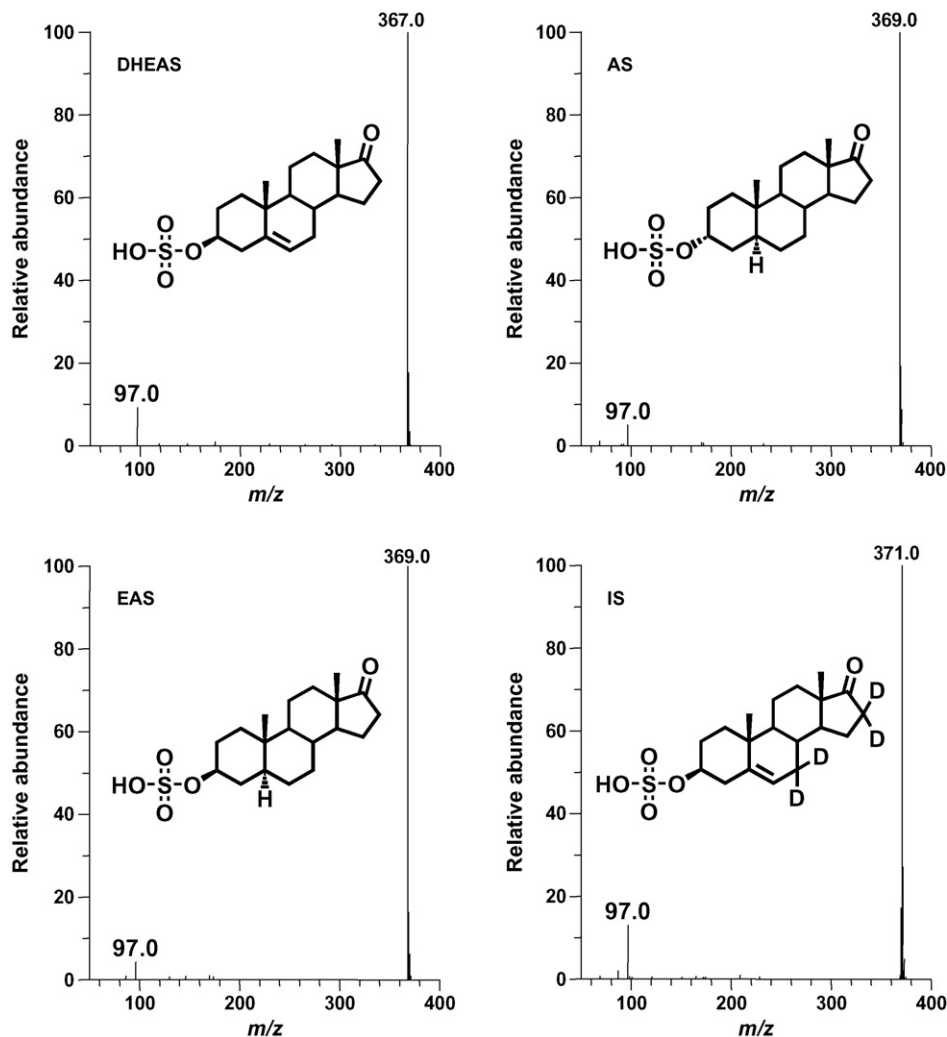 DHEAS
367.0
Relative abundance
100
80
60
40
20
0
O
O
HO-S-O
O
97.0
100 200 300 400
m/z
AS
369.0
Relative abundance
100
80
60
40
20
0
O
O
HO-S-O
O
H
97.0
100 200 300 400
m/z
EAS
369.0
Relative abundance
100
80
60
40
20
0
O
O
HO-S-O
O
H
97.0
100 200 300 400
m/z
IS
371.0
Relative abundance
100
80
60
40
20
0
O
D
D
O
HO-S-O
O
D
D
97.0
100 200 300 400
m/z